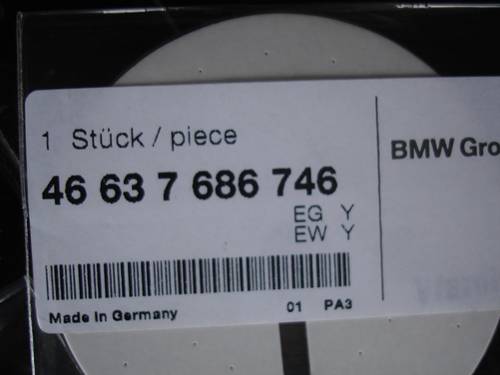 1 Stück / piece
BMW Gro
46 63 7 686 746
EG Y
EW Y
Made in Germany
01 PA3